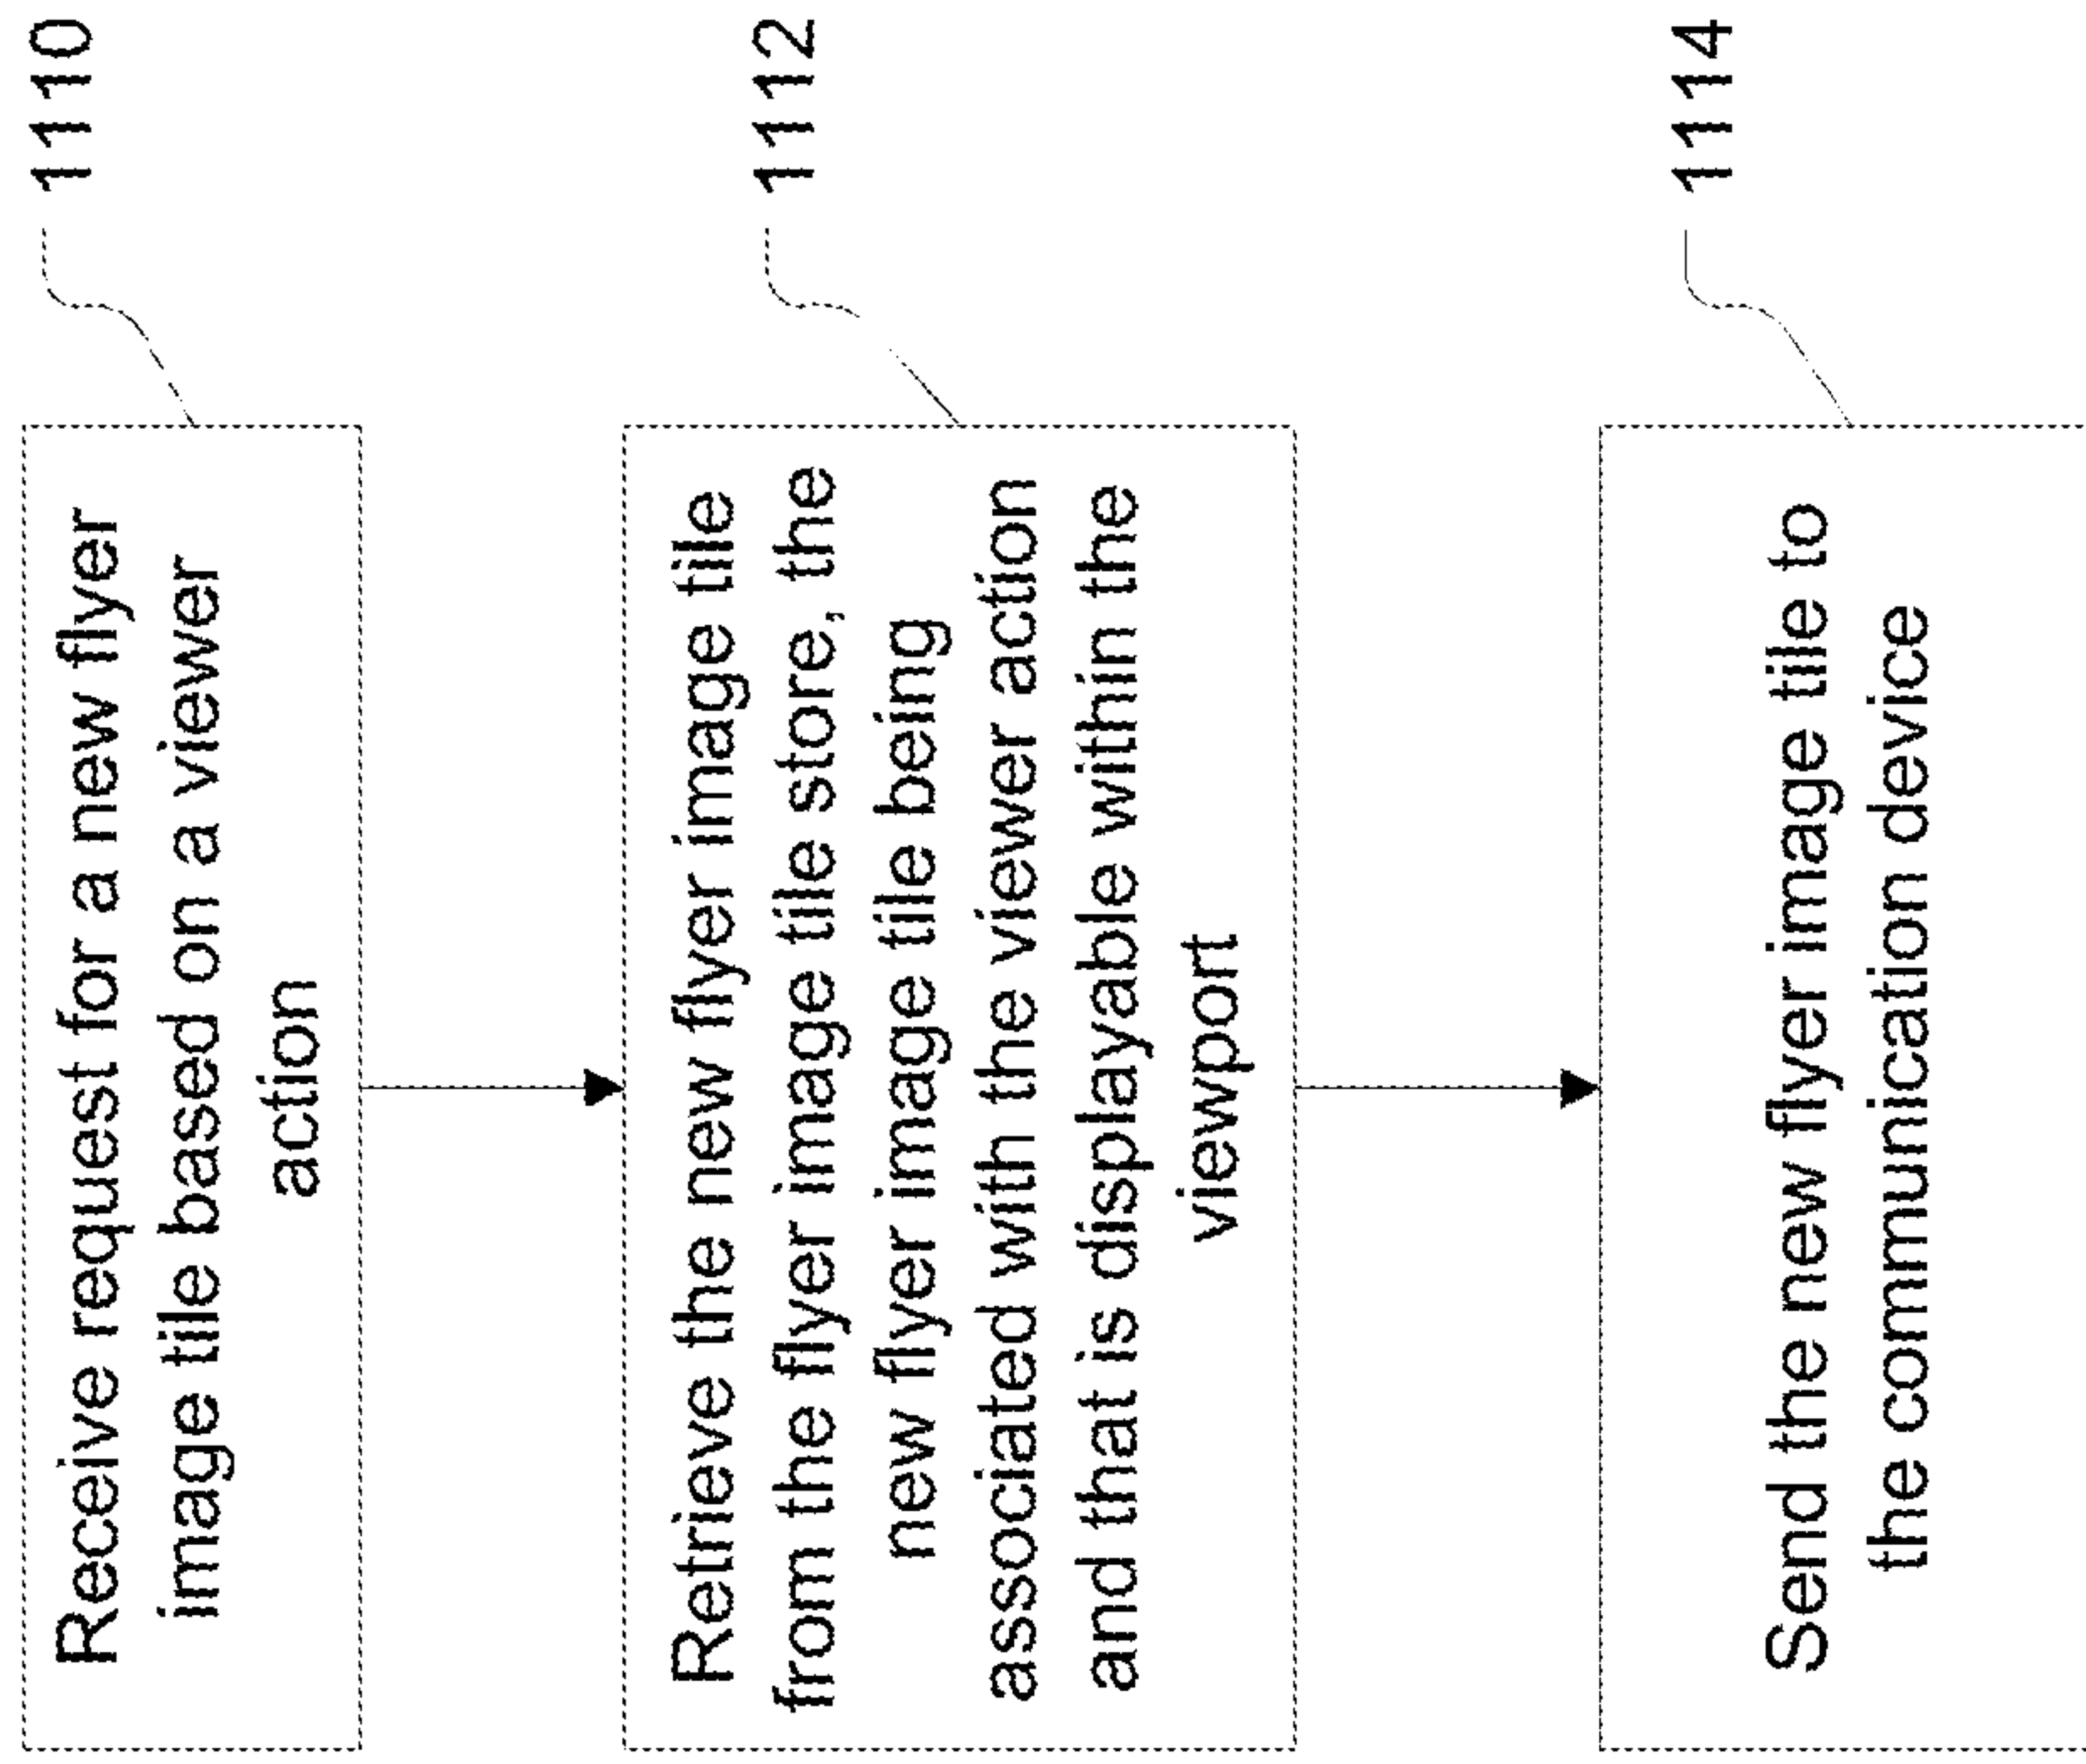 Receive request for a new flyer
image tile based on a viewer
action
1110
Retrieve the new flyer image tile
from the flyer image tile store, the
new flyer image tile being
associated with the viewer action
and that is displayable within the
viewport
1112
Send the new flyer image tile to
the communication device
1114